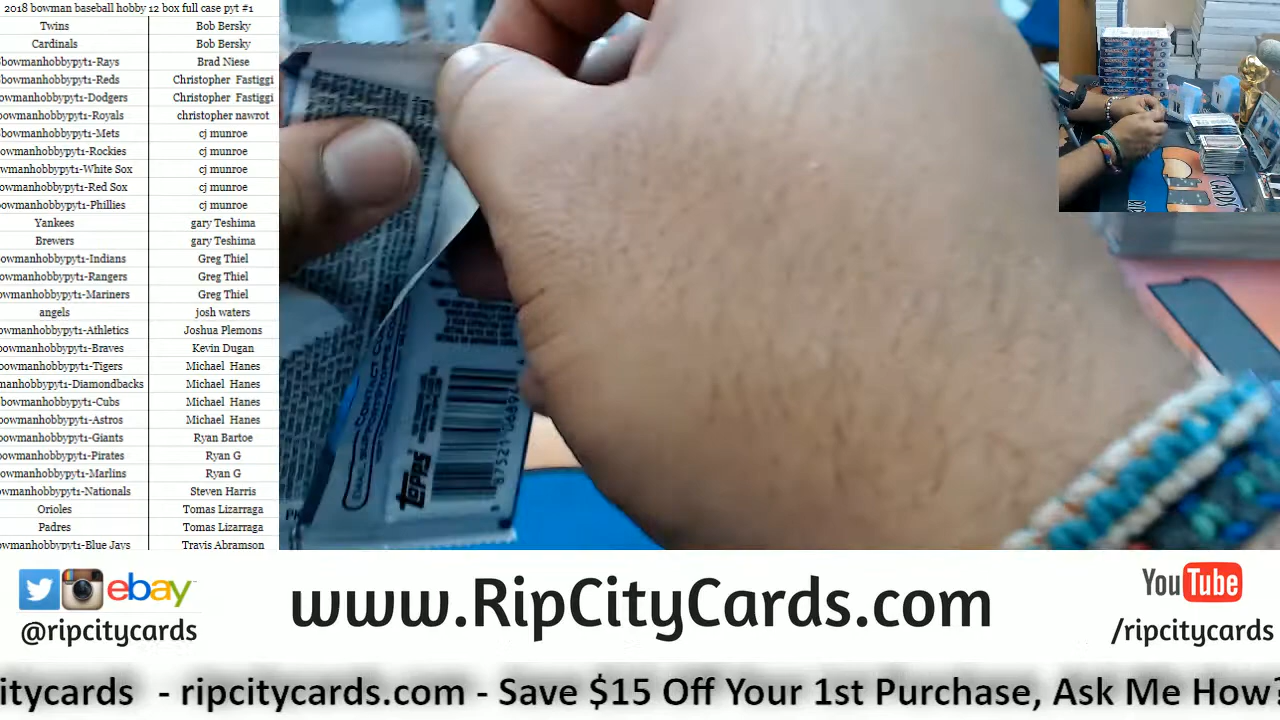 2018 bowman baseball hobby 12 box full case pyt #1
Twins Bob Bersky
Cardinals Bob Bersky
bowmanhobbypyt1-Rays Brad Niese
bowmanhobbypyt1-Reds Christopher Fastiggi
owmanhobbypyt1-Dodgers Christopher Fastiggi
bowmanhobbypyt1-Royals christopher nawrot
bowmanhobbypyt1-Mets cj munroe
owmanhobbypyt1-Rockies cj munroe
wmanhobbypyt1-White Sox cj munroe
wmanhobbypyt1-Red Sox cj munroe
owmanhobbypyt1-Phillies cj munroe
Yankees gary Teshima
Brewers gary Teshima
owmanhobbypyt1-Indians Greg Thiel
owmanhobbypyt1-Rangers Greg Thiel
owmanhobbypyt1-Mariners Greg Thiel
angels josh waters
owmanhobbypyt1-Athletics Joshua Plemons
owmanhobbypyt1-Braves Kevin Dugan
bowmanhobbypyt1-Tigers Michael Hanes
manhobbypyt1-Diamondbacks Michael Hanes
bowmanhobbypyt1-Cubs Michael Hanes
bowmanhobbypyt1-Astros Michael Hanes
owmanhobbypyt1-Giants Ryan Bartoe
owmanhobbypyt1-Pirates Ryan G
owmanhobbypyt1-Marlins Ryan G
owmanhobbypyt1-Nationals Steven Harris
Orioles Tomas Lizarraga
Padres Tomas Lizarraga
owmanhobbypyt1-Blue Jays Travis Abramson
TOPPS
ebay
@ripcitycards
www.RipCityCards.com
YouTube
/ripcitycards
itycards - ripcitycards.com - Save $15 Off Your 1st Purchase, Ask Me How?